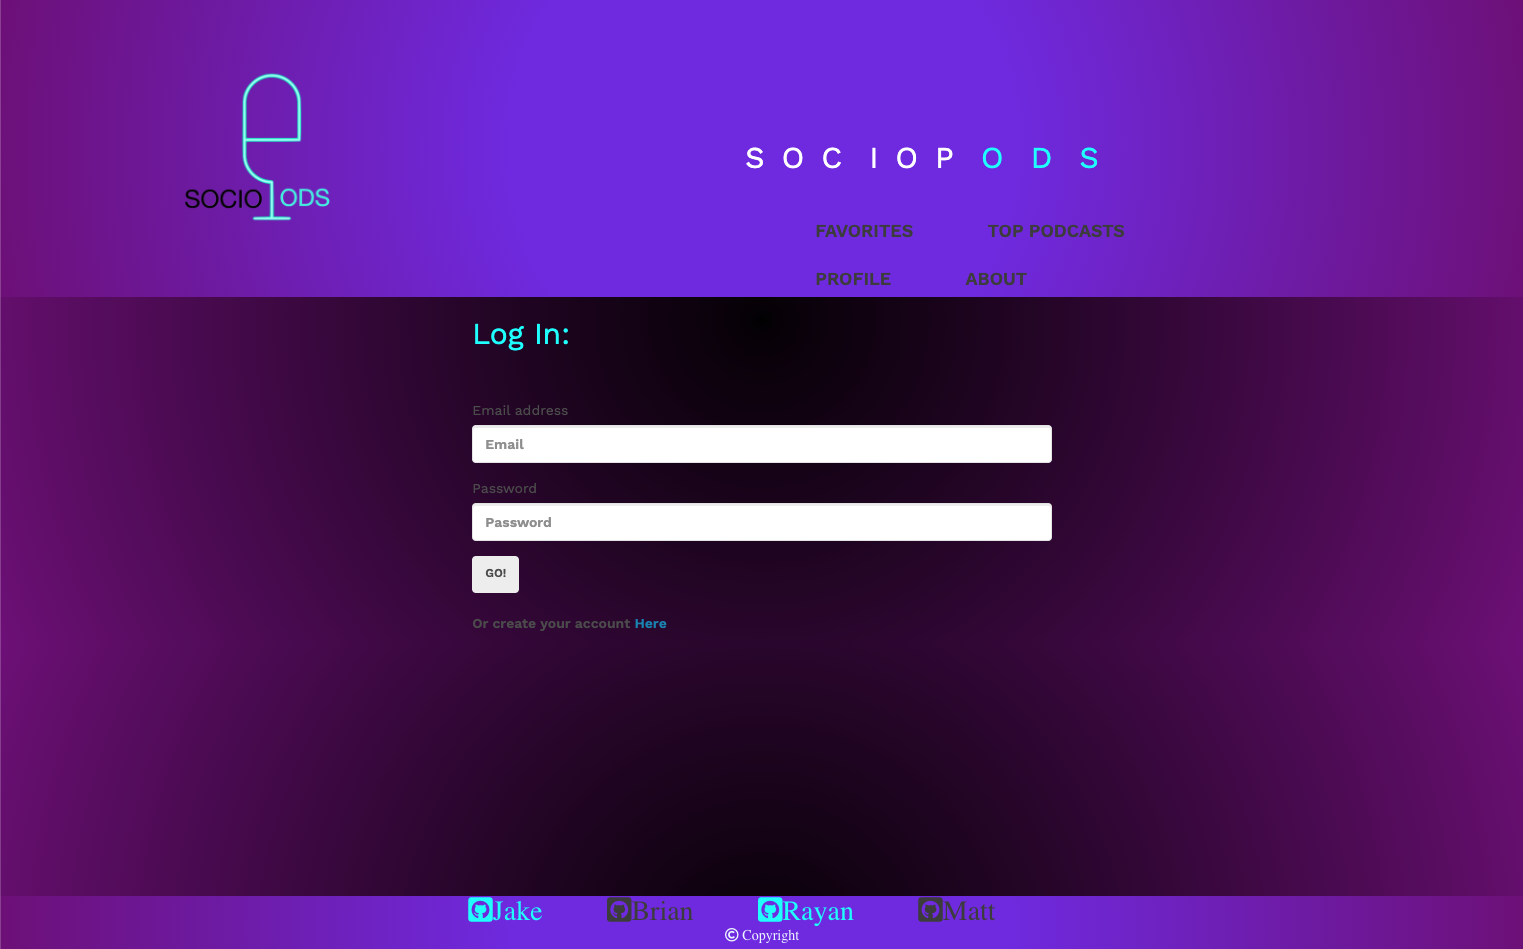 SOCIO ODS
S O C I O P O D S
FAVORITES TOP PODCASTS
PROFILE ABOUT
Log In:
Email address
Email
Password
Password
GO!
Or create your account Here
Jake Brian Rayan Matt
© Copyright